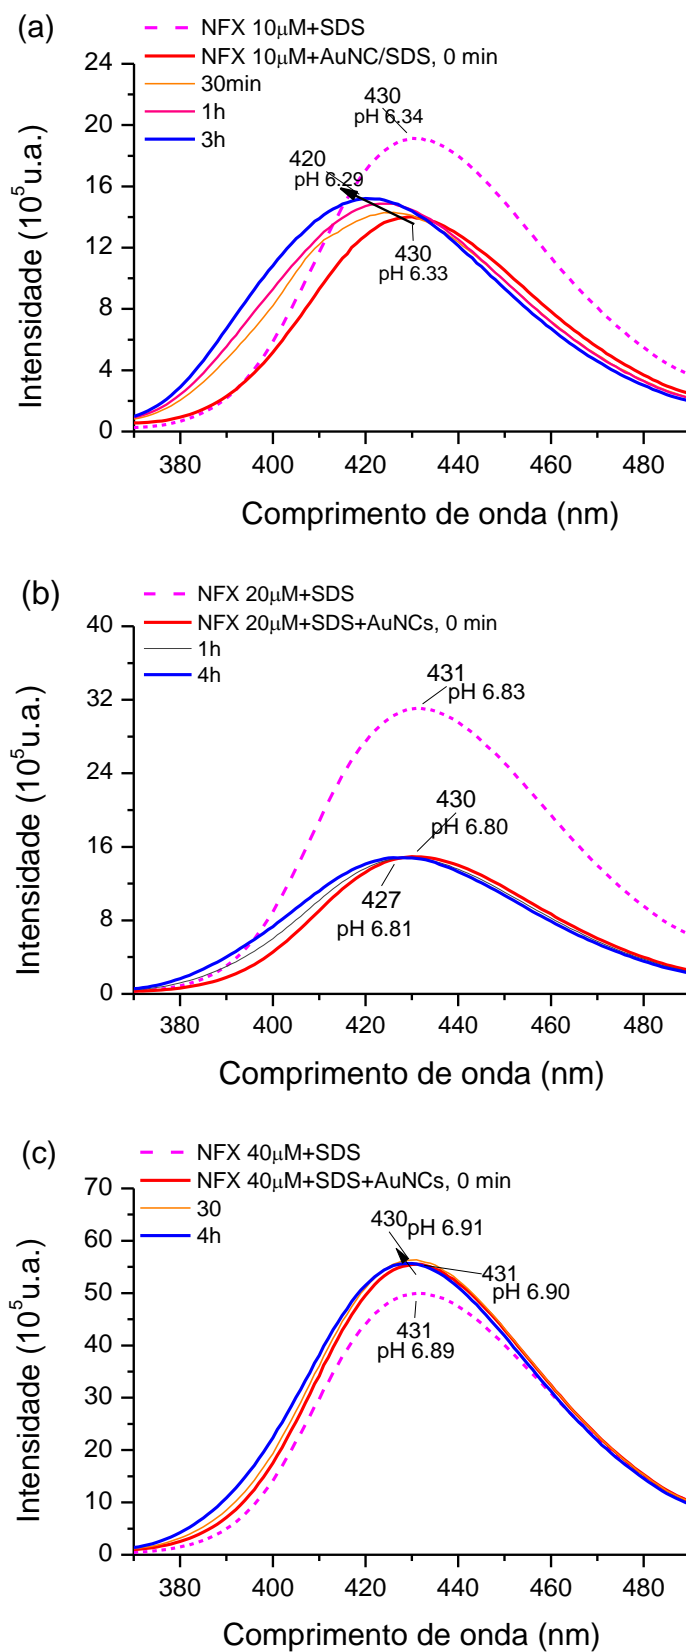 (a)
NFX 10μM+SDS
NFX 10μM+AuNC/SDS, 0 min
30min
1h
3h
24
20
16
12
8
4
0
Intensidade (10⁵u.a.)
430
pH 6.34
420
pH 6.29
430
pH 6.33
380 400 420 440 460 480
Comprimento de onda (nm)
(b)
NFX 20μM+SDS
NFX 20μM+SDS+AuNCs, 0 min
1h
4h
40
32
24
16
8
0
Intensidade (10⁵u.a.)
431
pH 6.83
430
pH 6.80
427
pH 6.81
380 400 420 440 460 480
Comprimento de onda (nm)
(c)
NFX 40μM+SDS
NFX 40μM+SDS+AuNCs, 0 min
30
4h
70
60
50
40
30
20
10
0
Intensidade (10⁵u.a.)
430 pH 6.91
431
pH 6.90
431
pH 6.89
380 400 420 440 460 480
Comprimento de onda (nm)